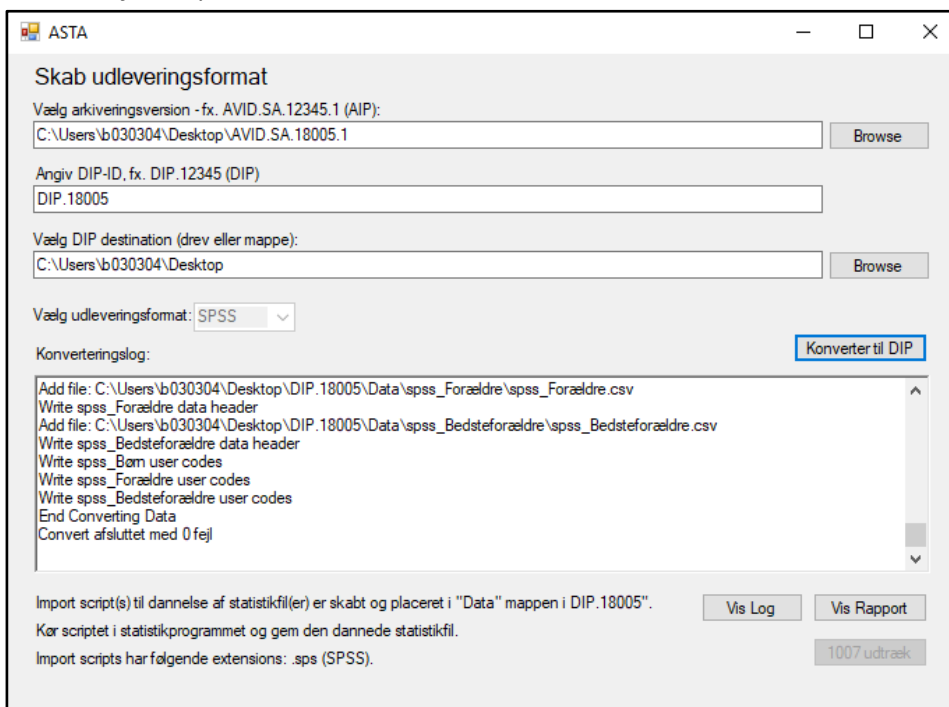 ASTA
Skab udleveringsformat
Vælg arkiveringsversion - fx. AVID.SA.12345.1 (AIP):
C:\Users\b030304\Desktop\AVID.SA.18005.1
Browse
Angiv DIP-ID, fx. DIP.12345 (DIP)
DIP.18005
Vælg DIP destination (drev eller mappe):
C:\Users\b030304\Desktop
Browse
Vælg udleveringsformat: SPSS
Konverteringslog:
Konverter til DIP
Add file: C:\Users\b030304\Desktop\DIP.18005\Data\spss_Forældre\spss_Forældre.csv
Write spss_Forældre data header
Add file: C:\Users\b030304\Desktop\DIP.18005\Data\spss_Bedsteforældre\spss_Bedsteforældre.csv
Write spss_Bedsteforældre data header
Write spss_Børn user codes
Write spss_Forældre user codes
Write spss_Bedsteforældre user codes
End Converting Data
Convert afsluttet med 0 fejl
Import script(s) til dannelse af statistikfil(er) er skabt og placeret i "Data" mappen i DIP.18005".
Vis Log
Vis Rapport
Kør scriptet i statistikprogrammet og gem den dannede statistikfil.
Import scripts har følgende extensions: .sps (SPSS).
1007 udtræk